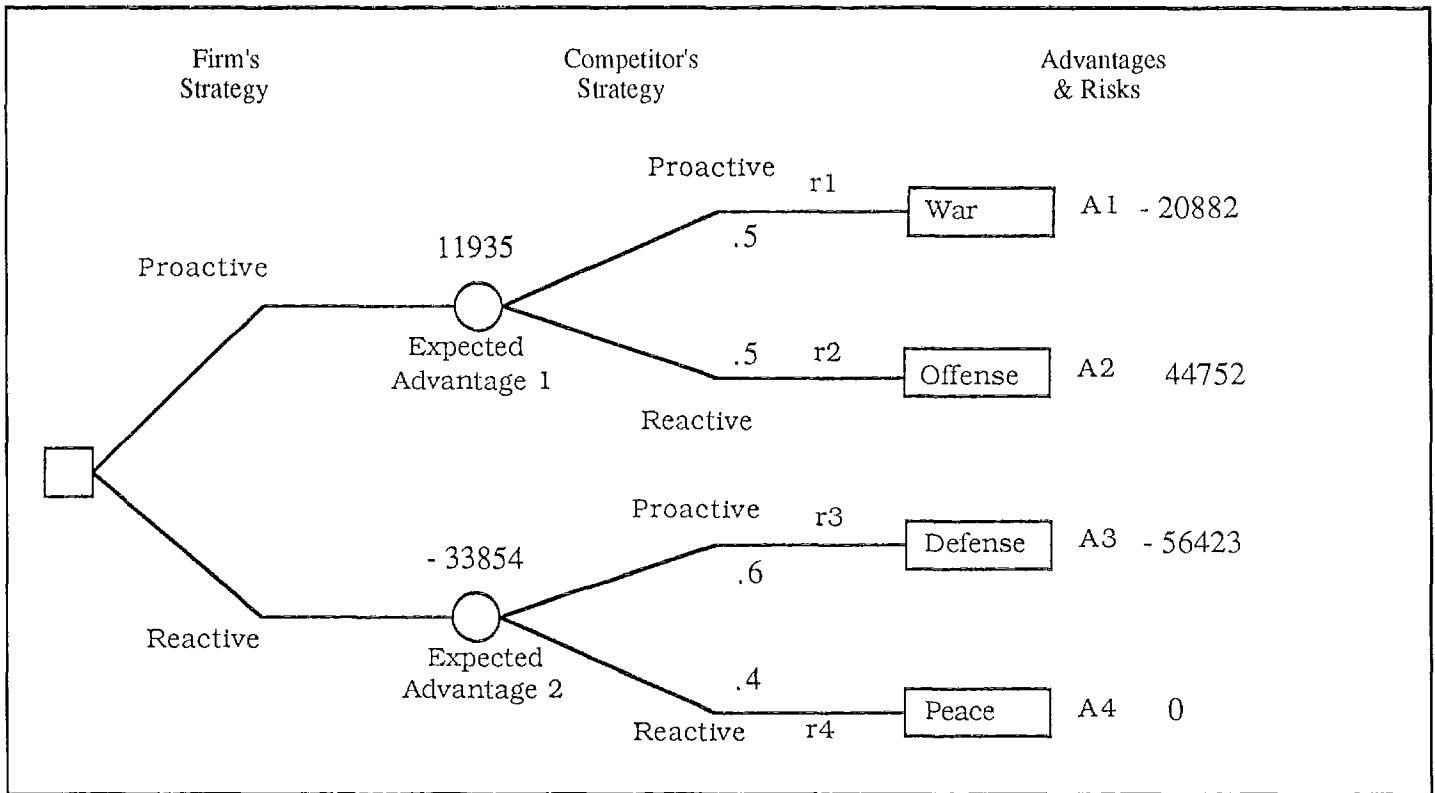 Firm's
Strategy
Competitor's
Strategy
Advantages
& Risks
Proactive
r1
War
A1 - 20882
.5
11935
Proactive
Expected
Advantage 1
.5
r2
Offense
A2 44752
Reactive
Proactive
r3
Defense
A3 - 56423
.6
- 33854
Reactive
Expected
Advantage 2
.4
Peace
A4 0
Reactive
r4